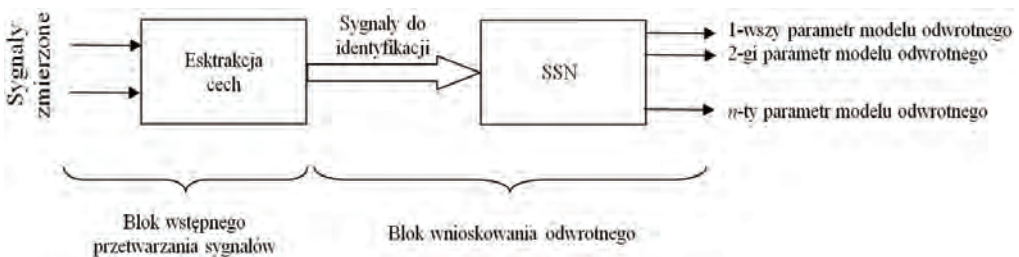 Sygnały
zmierzone
Esktrakcja
cech
Sygnały do
identyfikacji
SSN
1-wszy parametr modelu odwrotnego
2-gi parametr modelu odwrotnego
n-ty parametr modelu odwrotnego
Blok wstępnego
przetwarzania sygnałów
Blok wnioskowania odwrotnego